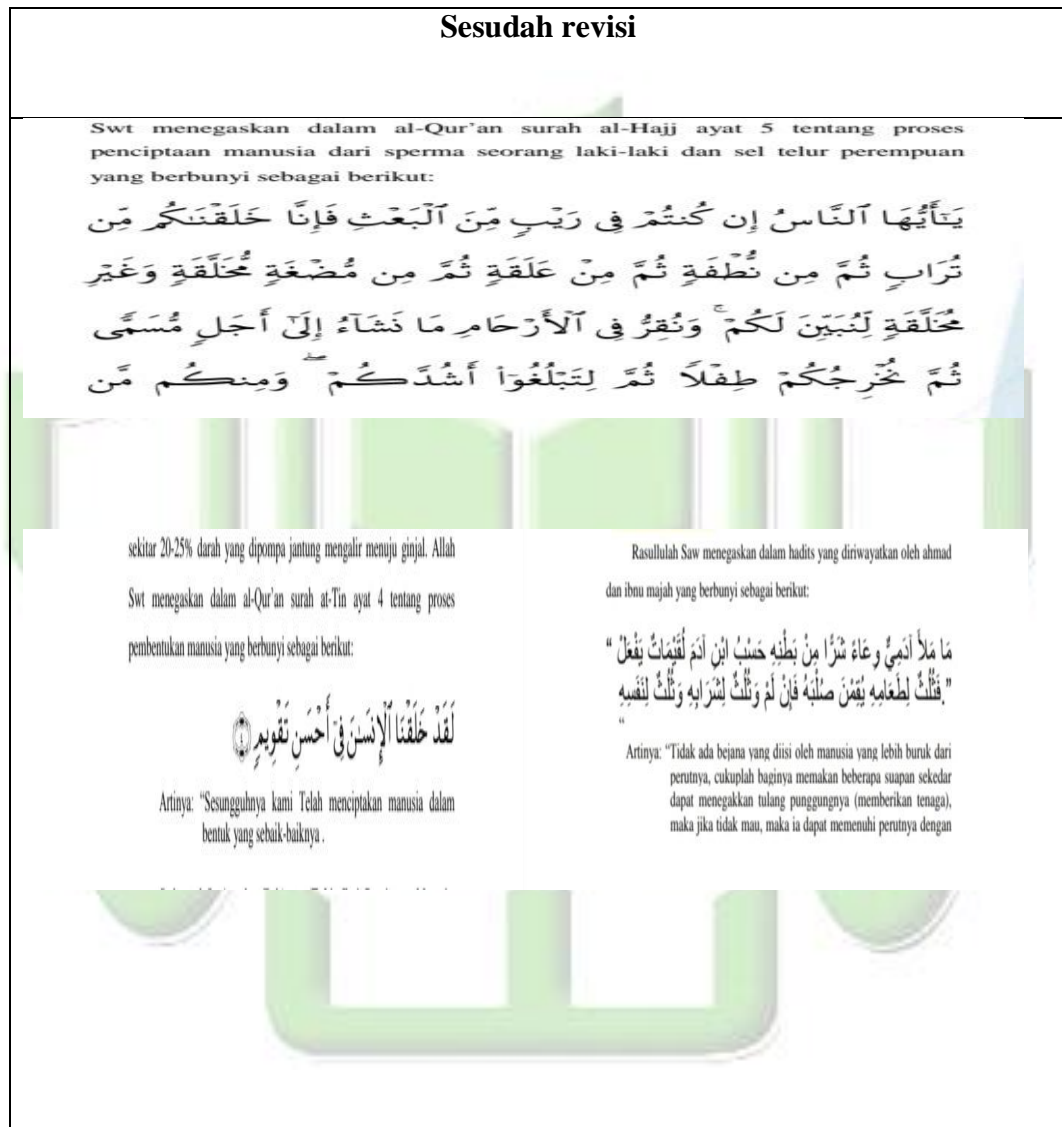 Sesudah revisi
Swt menegaskan dalam al-Qur'an surah al-Hajj ayat 5 tentang proses
penciptaan manusia dari sperma seorang laki-laki dan sel telur perempuan
yang berbunyi sebagai berikut:
يَـٰٓأَيُّهَا ٱلنَّاسُ إِن كُنتُمْ فِى رَيْبٍ مِّنَ ٱلْبَعْثِ فَإِنَّا خَلَقْنَـٰكُم مِّن
تُرَابٍ ثُمَّ مِن نُّطْفَةٍ ثُمَّ مِنْ عَلَقَةٍ ثُمَّ مِن مُّضْغَةٍ مُّخَلَّقَةٍ وَغَيْرِ
مُخَلَّقَةٍ لِّنُبَيِّنَ لَكُمْ ۚ وَنُقِرُّ فِى ٱلْأَرْحَامِ مَا نَشَآءُ إِلَىٰٓ أَجَلٍ مُّسَمًّى
ثُمَّ نُخْرِجُكُمْ طِفْلًا ثُمَّ لِتَبْلُغُوٓا۟ أَشُدَّكُمْ ۖ وَمِنكُم مَّن
sekitar 20-25% darah yang dipompa jantung mengalir menuju ginjal. Allah
Swt menegaskan dalam al-Qur'an surah at-Tin ayat 4 tentang proses
pembentukan manusia yang berbunyi sebagai berikut:
لَقَدْ خَلَقْنَا ٱلْإِنسَـٰنَ فِىٓ أَحْسَنِ تَقْوِيمٍ ٤
Artinya: “Sesungguhnya kami Telah menciptakan manusia dalam
bentuk yang sebaik-baiknya .
Rasullulah Saw menegaskan dalam hadits yang diriwayatkan oleh ahmad
dan ibnu majah yang berbunyi sebagai berikut:
مَا مَلأَ آدَمِيٌّ وِعَاءً شَرًّا مِنْ بَطْنِهِ حَسْبُ ابْنِ آدَمَ لُقَيْمَاتٌ يَفْعَلْ “
” .فَثُلُثٌ لِطَعَامِهِ يُقِمْنَ صُلْبَهُ فَإِنْ لَمْ وَثُلُثٌ لِشَرَابِهِ وَثُلُثٌ لِنَفَسِهِ
“
Artinya: “Tidak ada bejana yang diisi oleh manusia yang lebih buruk dari
perutnya, cukuplah baginya memakan beberapa suapan sekedar
dapat menegakkan tulang punggungnya (memberikan tenaga),
maka jika tidak mau, maka ia dapat memenuhi perutnya dengan